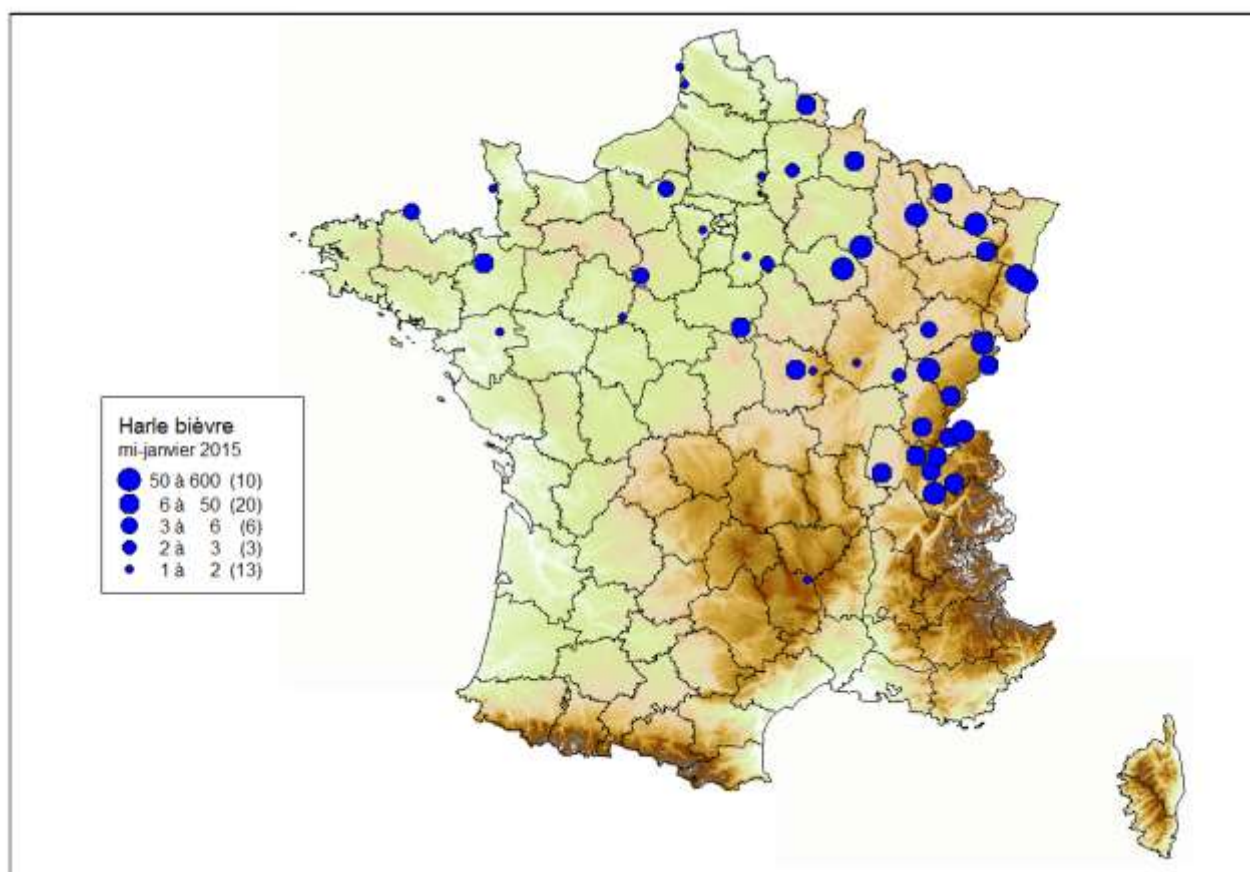 Harle bièvre
mi-janvier 2015
50 à 600 (10)
6 à 50 (20)
3 à 6 (6)
2 à 3 (3)
1 à 2 (13)